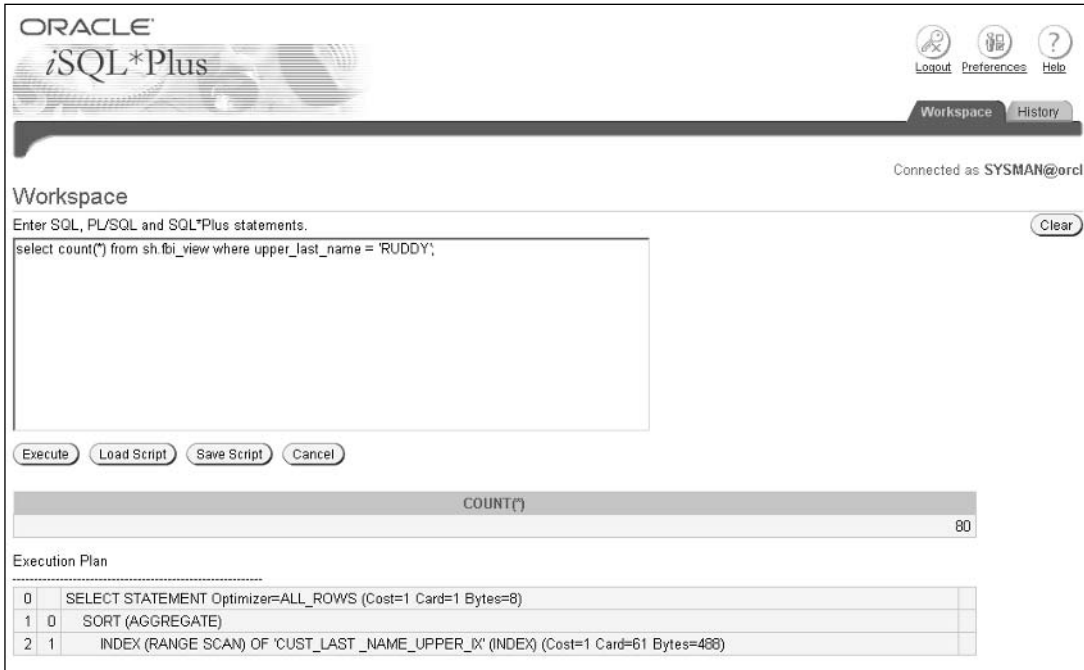 ORACLE
iSQL*Plus
Logout Preferences Help
Workspace History
Connected as SYSMAN@orcl
Workspace
Enter SQL, PL/SQL and SQL*Plus statements.
Clear
select count(*) from sh.fbi_view where upper_last_name = 'RUDDY';
Execute Load Script Save Script Cancel
COUNT(*)
80
Execution Plan
--------------------------------------------------------
0 SELECT STATEMENT Optimizer=ALL_ROWS (Cost=1 Card=1 Bytes=8)
1 0 SORT (AGGREGATE)
2 1 INDEX (RANGE SCAN) OF 'CUST_LAST _NAME_UPPER_IX' (INDEX) (Cost=1 Card=61 Bytes=488)